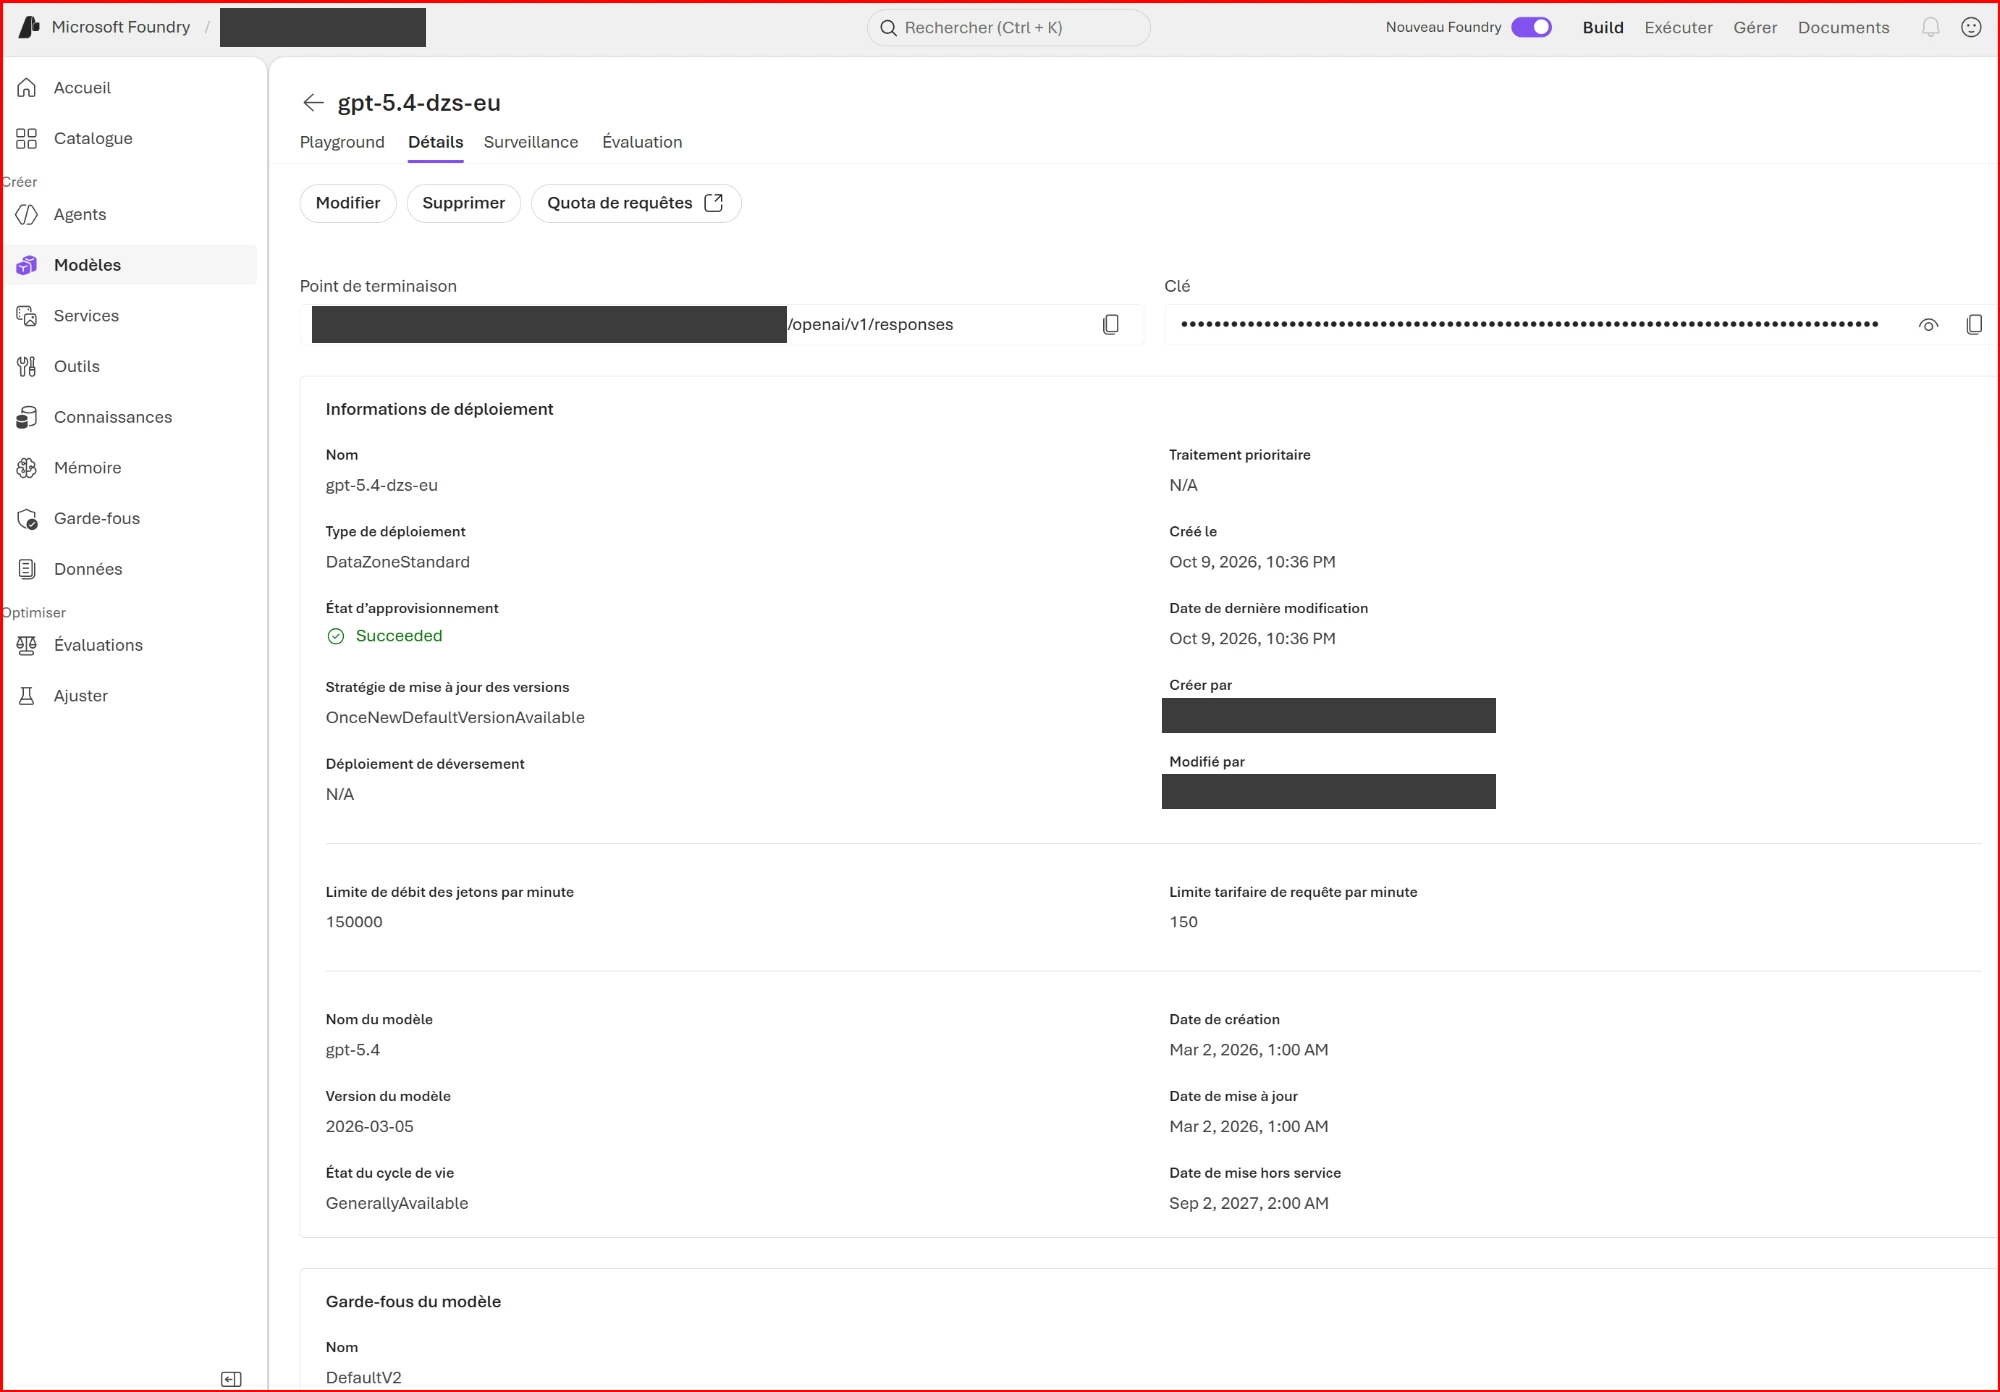 Microsoft Foundry /
Rechercher (Ctrl + K)
Nouveau Foundry
Build
Exécuter
Gérer
Documents
Accueil
Catalogue
Créer
Agents
Modèles
Services
Outils
Connaissances
Mémoire
Garde-fous
Données
Optimiser
Évaluations
Ajuster
gpt-5.4-dzs-eu
Playground
Détails
Surveillance
Évaluation
Modifier
Supprimer
Quota de requêtes
Point de terminaison
/openai/v1/responses
Clé
••••••••••••••••••••••••••••••••••••••••••••••••••••••••••••••••••••••••••••••••••••
Informations de déploiement
Nom
gpt-5.4-dzs-eu
Traitement prioritaire
N/A
Type de déploiement
DataZoneStandard
Créé le
Oct 9, 2026, 10:36 PM
État d’approvisionnement
Succeeded
Date de dernière modification
Oct 9, 2026, 10:36 PM
Stratégie de mise à jour des versions
OnceNewDefaultVersionAvailable
Créer par
Déploiement de déversement
N/A
Modifié par
Limite de débit des jetons par minute
150000
Limite tarifaire de requête par minute
150
Nom du modèle
gpt-5.4
Date de création
Mar 2, 2026, 1:00 AM
Version du modèle
2026-03-05
Date de mise à jour
Mar 2, 2026, 1:00 AM
État du cycle de vie
GenerallyAvailable
Date de mise hors service
Sep 2, 2027, 2:00 AM
Garde-fous du modèle
Nom
DefaultV2